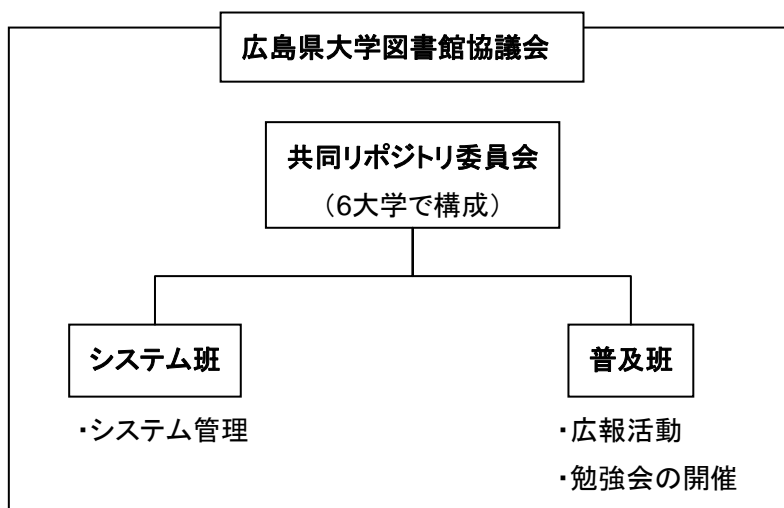 広島県大学図書館協議会
共同リポジトリ委員会
(6大学で構成)
システム班
普及班
・システム管理
・広報活動
・勉強会の開催